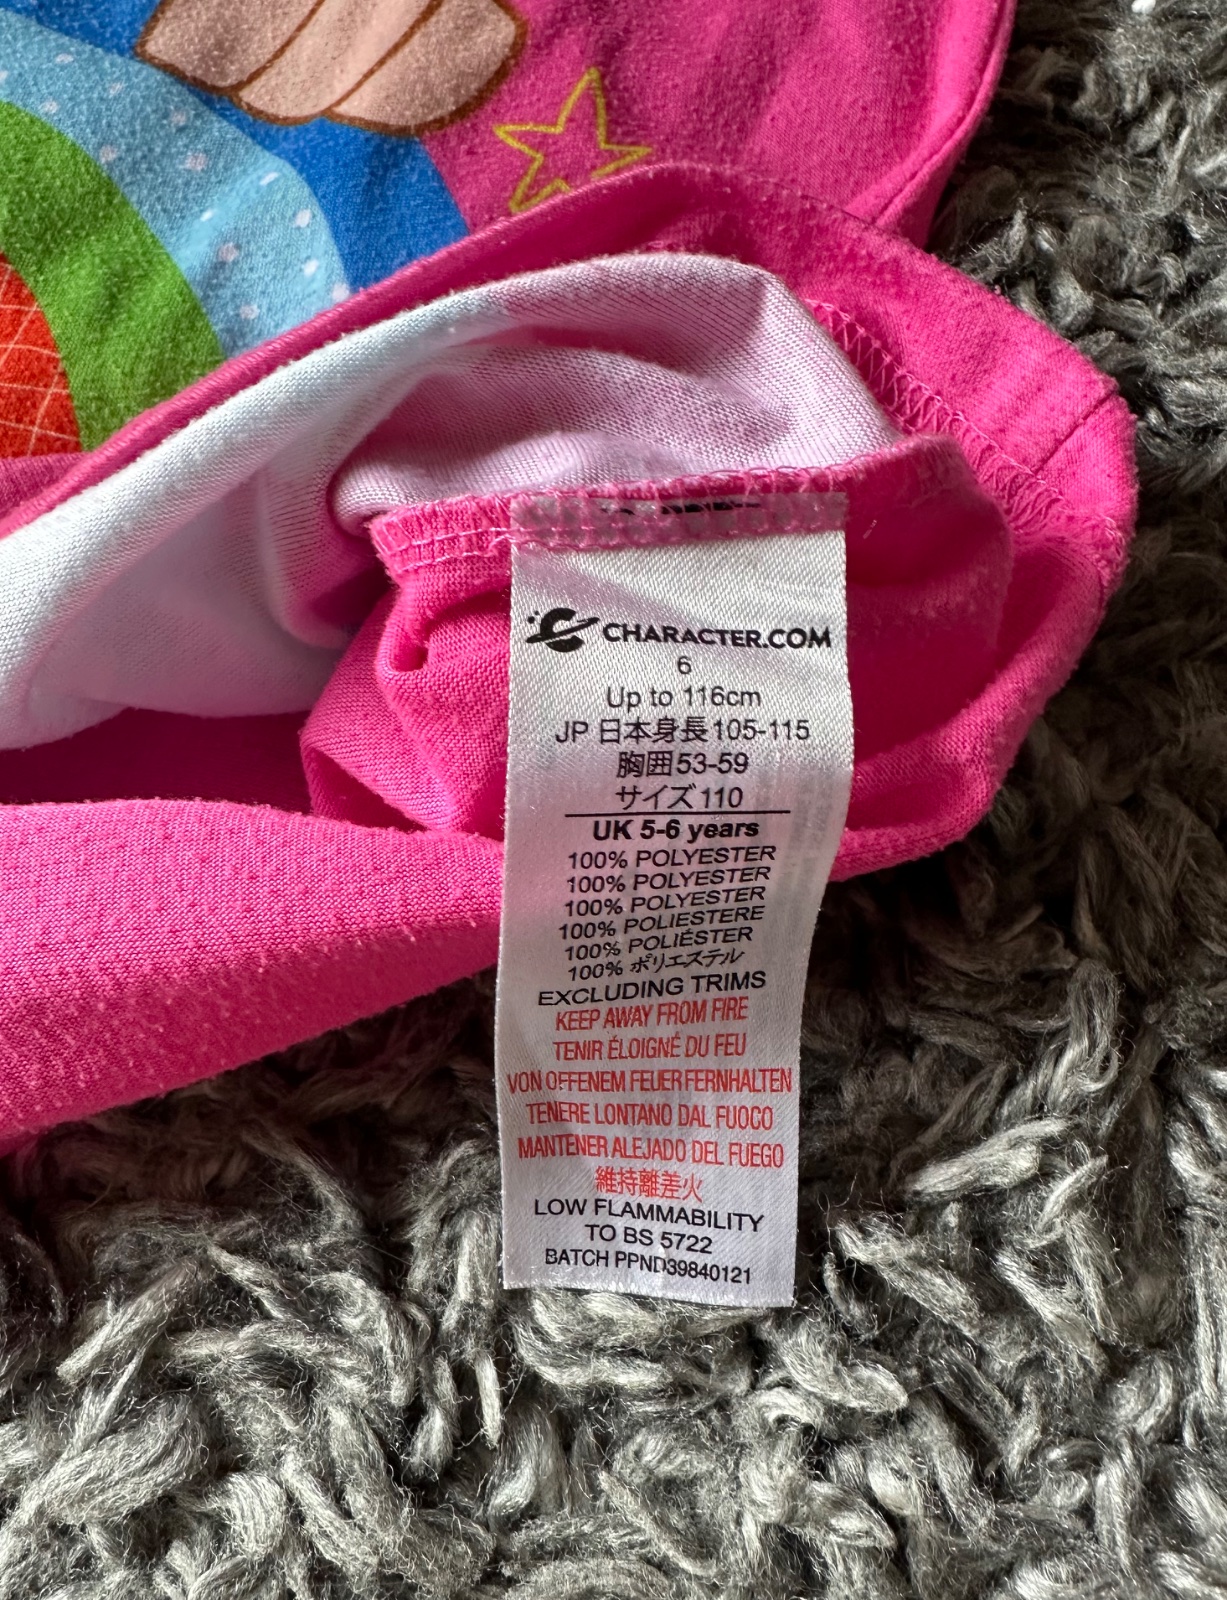 CHARACTER.COM
6
Up to 116cm
JP 日本身長105-115
胸囲53-59
サイズ110
UK 5-6 years
100% POLYESTER
100% POLYESTER
100% POLYESTER
100% POLIESTERE
100% POLIÉSTER
100% ポリエステル
EXCLUDING TRIMS
KEEP AWAY FROM FIRE
TENIR ÉLOIGNÉ DU FEU
VON OFFENEM FEUER FERNHALTEN
TENERE LONTANO DAL FUOCO
MANTENER ALEJADO DEL FUEGO
維持離差火
LOW FLAMMABILITY
TO BS 5722
BATCH PPND39840121